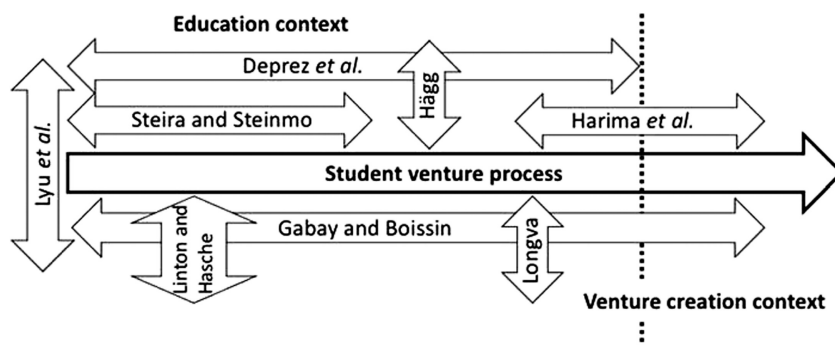 Education context
Deprez et al.
Hägg
Lyu et al.
Steira and Steinmo
Harima et al.
Student venture process
Linton and
Hasche
Gabay and Boissin
Longva
Venture creation context